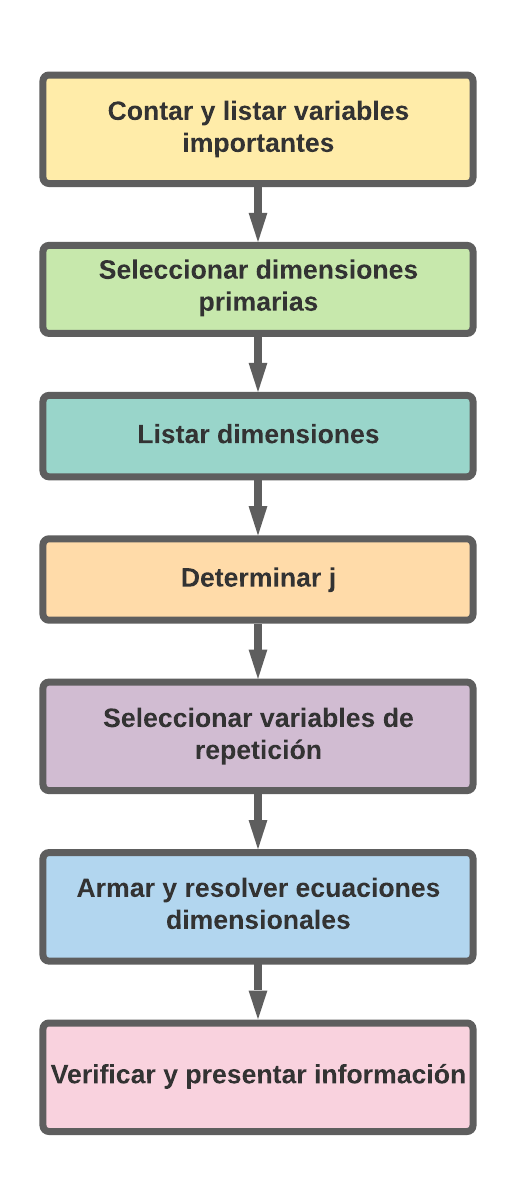 Contar y listar variables
importantes
Seleccionar dimensiones
primarias
Listar dimensiones
Determinar j
Seleccionar variables de
repetición
Armar y resolver ecuaciones
dimensionales
Verificar y presentar información